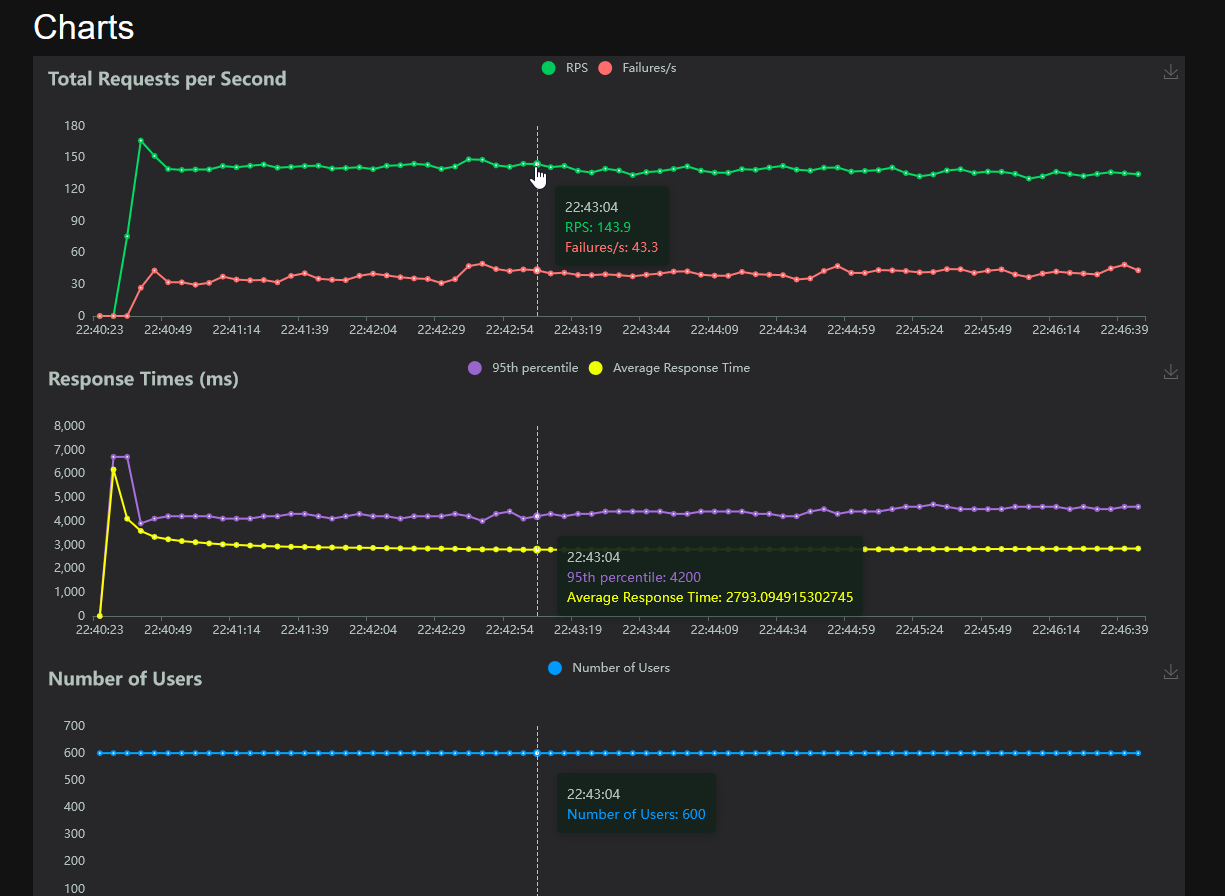 Charts
Total Requests per Second
RPS Failures/s
180
150
120
90
60
30
0
22:43:04
RPS: 143.9
Failures/s: 43.3
22:40:23 22:40:49 22:41:14 22:41:39 22:42:04 22:42:29 22:42:54 22:43:19 22:43:44 22:44:09 22:44:34 22:44:59 22:45:24 22:45:49 22:46:14 22:46:39
Response Times (ms)
95th percentile Average Response Time
8,000
7,000
6,000
5,000
4,000
3,000
2,000
1,000
0
22:43:04
95th percentile: 4200
Average Response Time: 2793.094915302745
22:40:23 22:40:49 22:41:14 22:41:39 22:42:04 22:42:29 22:42:54 22:43:19 22:43:44 22:44:09 22:44:34 22:44:59 22:45:24 22:45:49 22:46:14 22:46:39
Number of Users
Number of Users
700
600
500
400
300
200
100
22:43:04
Number of Users: 600